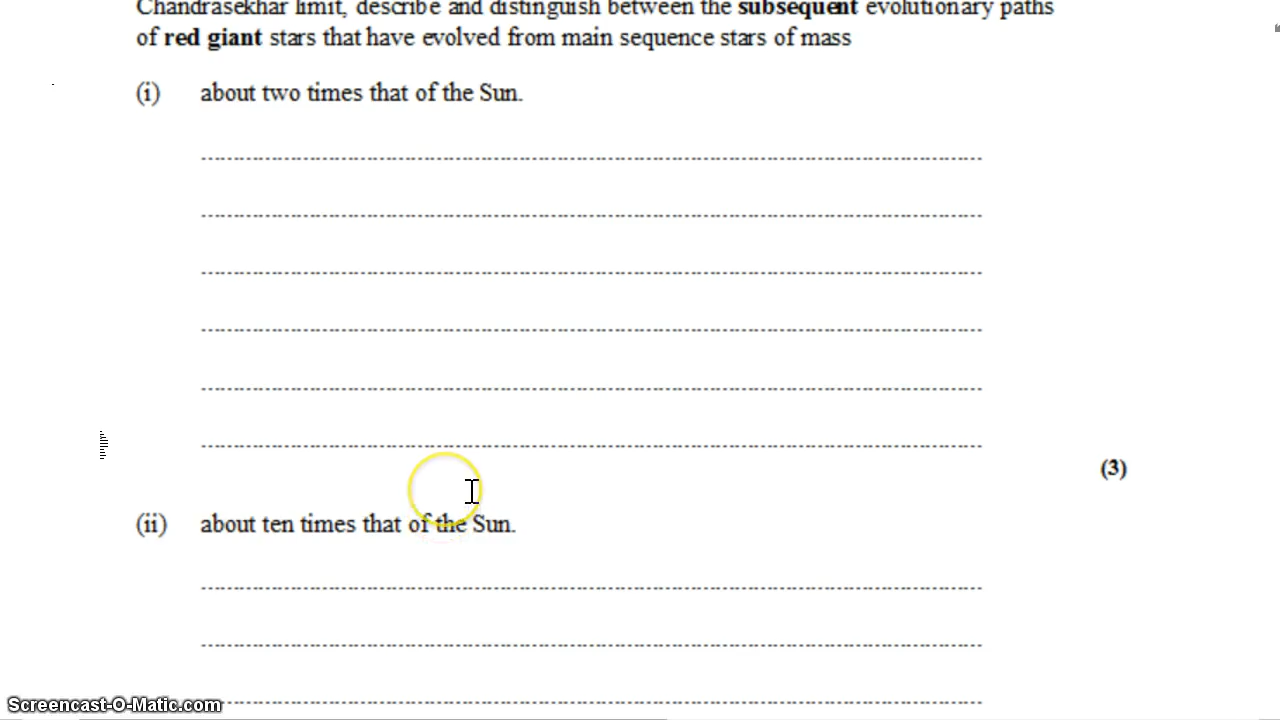 Chandrasekhar limit, describe and distinguish between the subsequent evolutionary paths
of red giant stars that have evolved from main sequence stars of mass
(i) about two times that of the Sun.
(3)
(ii) about ten times that of the Sun.
Screencast-O-Matic.com